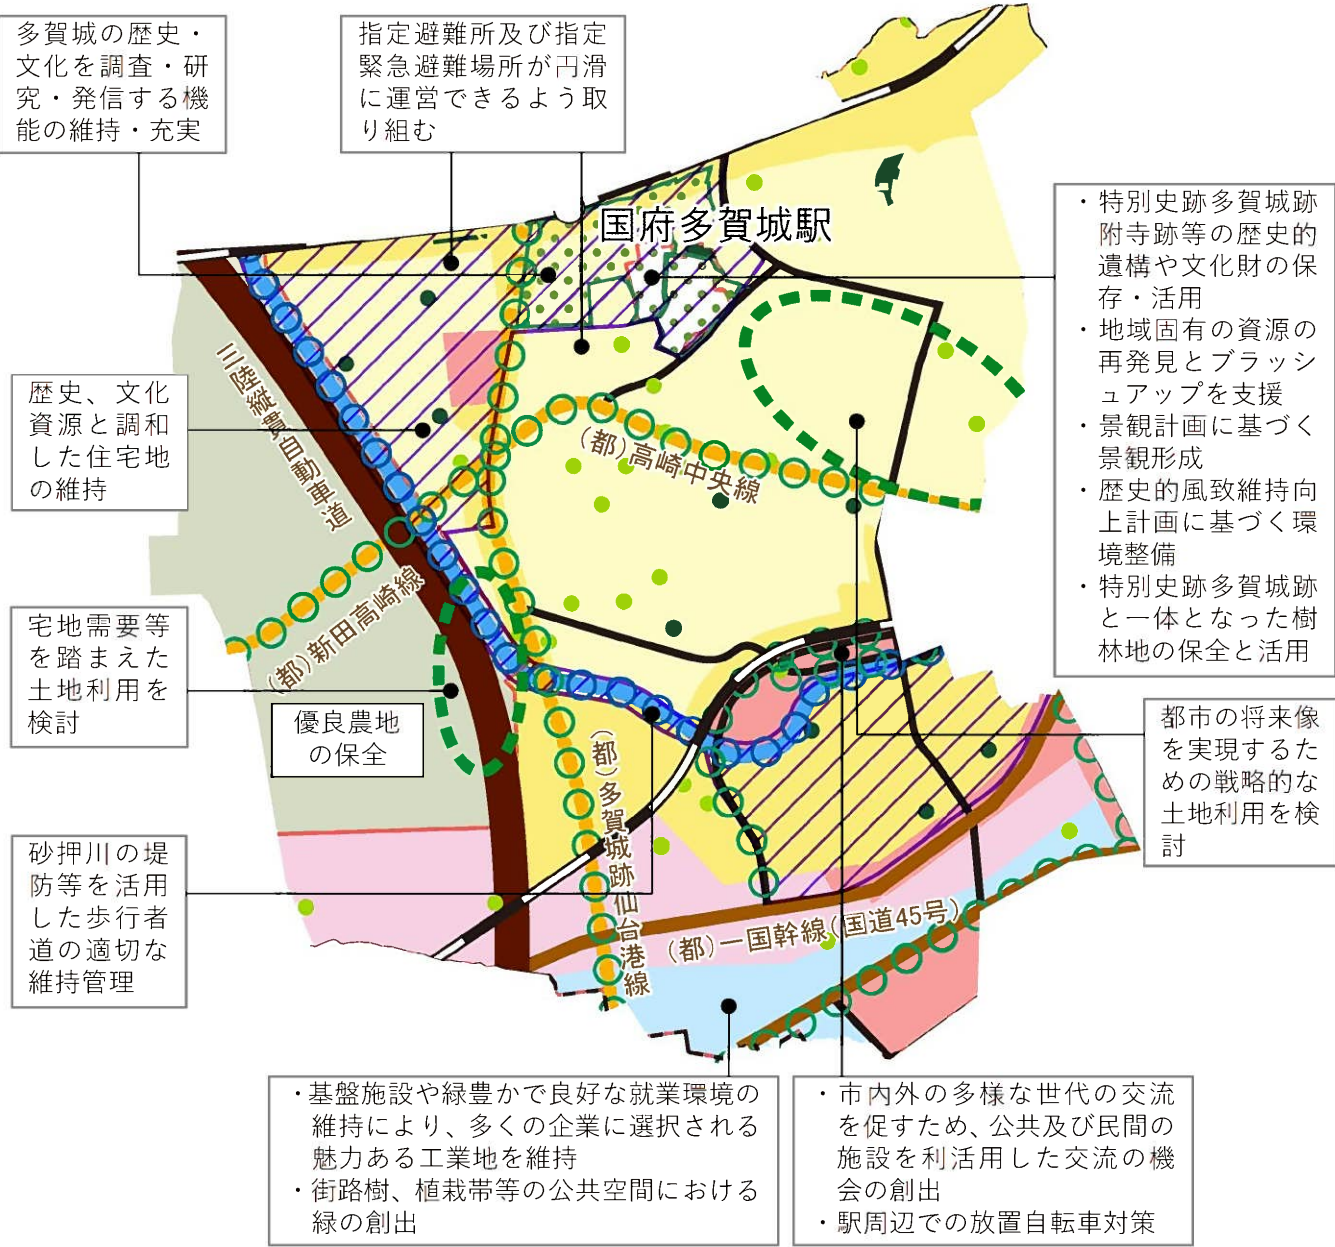 多賀城の歴史・
文化を調査・研
究・発信する機
能の維持・充実
指定避難所及び指定
緊急避難場所が円滑
に運営できるよう取
り組む
国府多賀城駅
・特別史跡多賀城跡
附寺跡等の歴史的
遺構や文化財の保
存・活用
・地域固有の資源の
再発見とブラッシ
ュアップを支援
・景観計画に基づく
景観形成
・歴史的風致維持向
上計画に基づく環
境整備
・特別史跡多賀城跡
と一体となった樹
林地の保全と活用
三陸縦貫自動車道
歴史、文化
資源と調和
した住宅地
の維持
(都)高崎中央線
(都)新田高崎線
宅地需要等
を踏まえた
土地利用を
検討
優良農地
の保全
都市の将来像
を実現するた
めの戦略的な
土地利用を検
討
(都)多賀城跡仙台港線
砂押川の堤
防等を活用
した歩行者
道の適切な
維持管理
(都)一国幹線(国道45号)
・基盤施設や緑豊かで良好な就業環境の
維持により、多くの企業に選択される
魅力ある工業地を維持
・街路樹、植栽帯等の公共空間における
緑の創出
・市内外の多様な世代の交流
を促すため、公共及び民間の
施設を利活用した交流の機
会の創出
・駅周辺での放置自転車対策